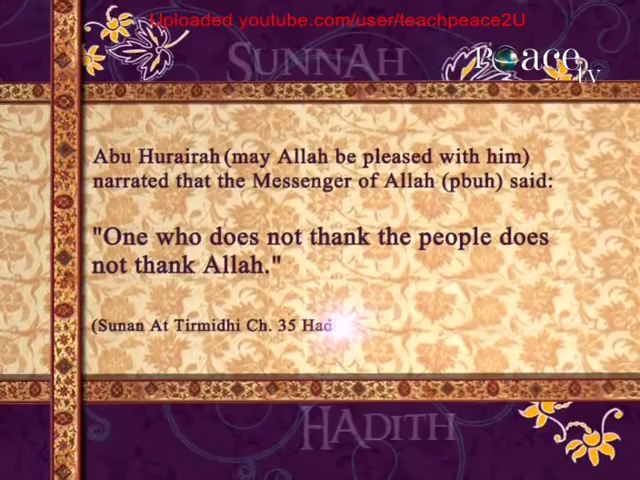 Uploaded youtube.com/user/teachpeace2U
SUNNAH
Peace TV
Abu Hurairah (may Allah be pleased with him)
narrated that the Messenger of Allah (pbuh) said:
"One who does not thank the people does
not thank Allah."
(Sunan At Tirmidhi Ch. 35 Had
HADITH